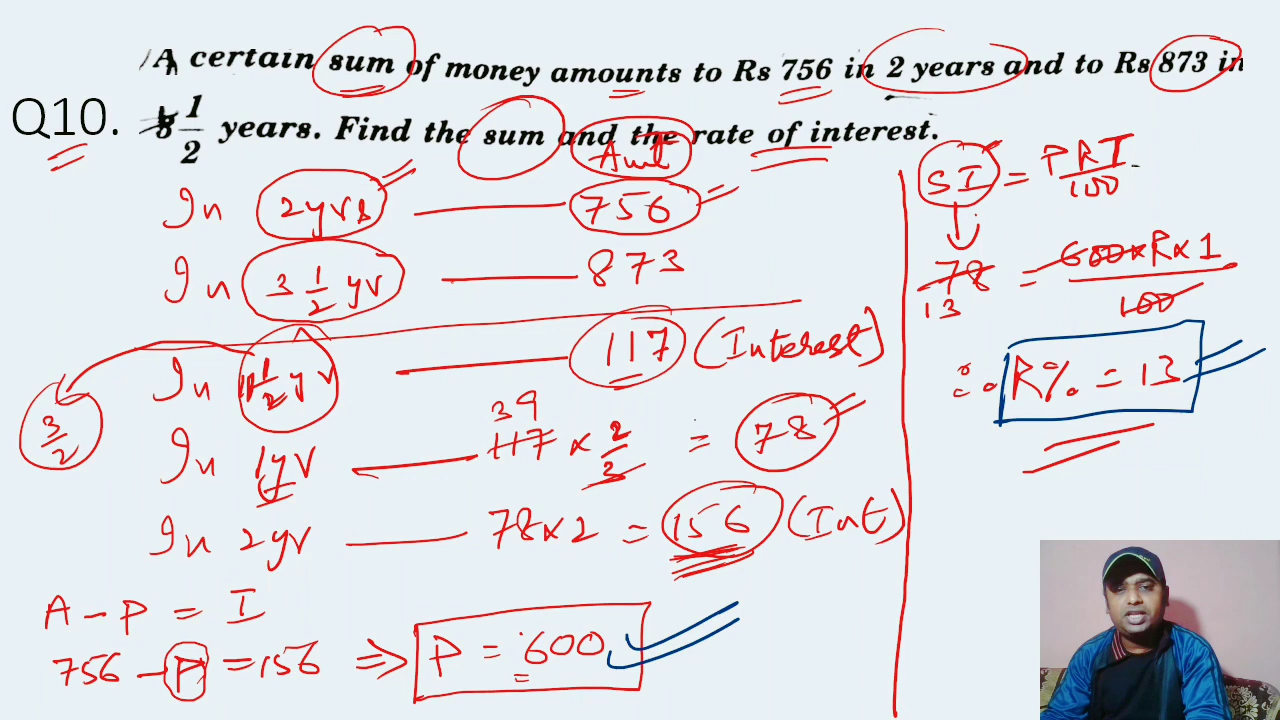 A certain sum of money amounts to Rs 756 in 2 years and to Rs 873 in
Q10. 3 1/2 years. Find the sum and the rate of interest.
Amt
In 2yrs — 756
In 3 1/2 yr — 873
In 1 1/2 yr — 117 (Interest)
3/2
39
In 1yr — 117 × 2/3 = 78
In 2yr — 78 × 2 = 156 (Int)
A - P = I
756 - P = 156 ⇒ P = 600
SI = PRT/100
78 = 600×R×1/100
13
∴ R% = 13